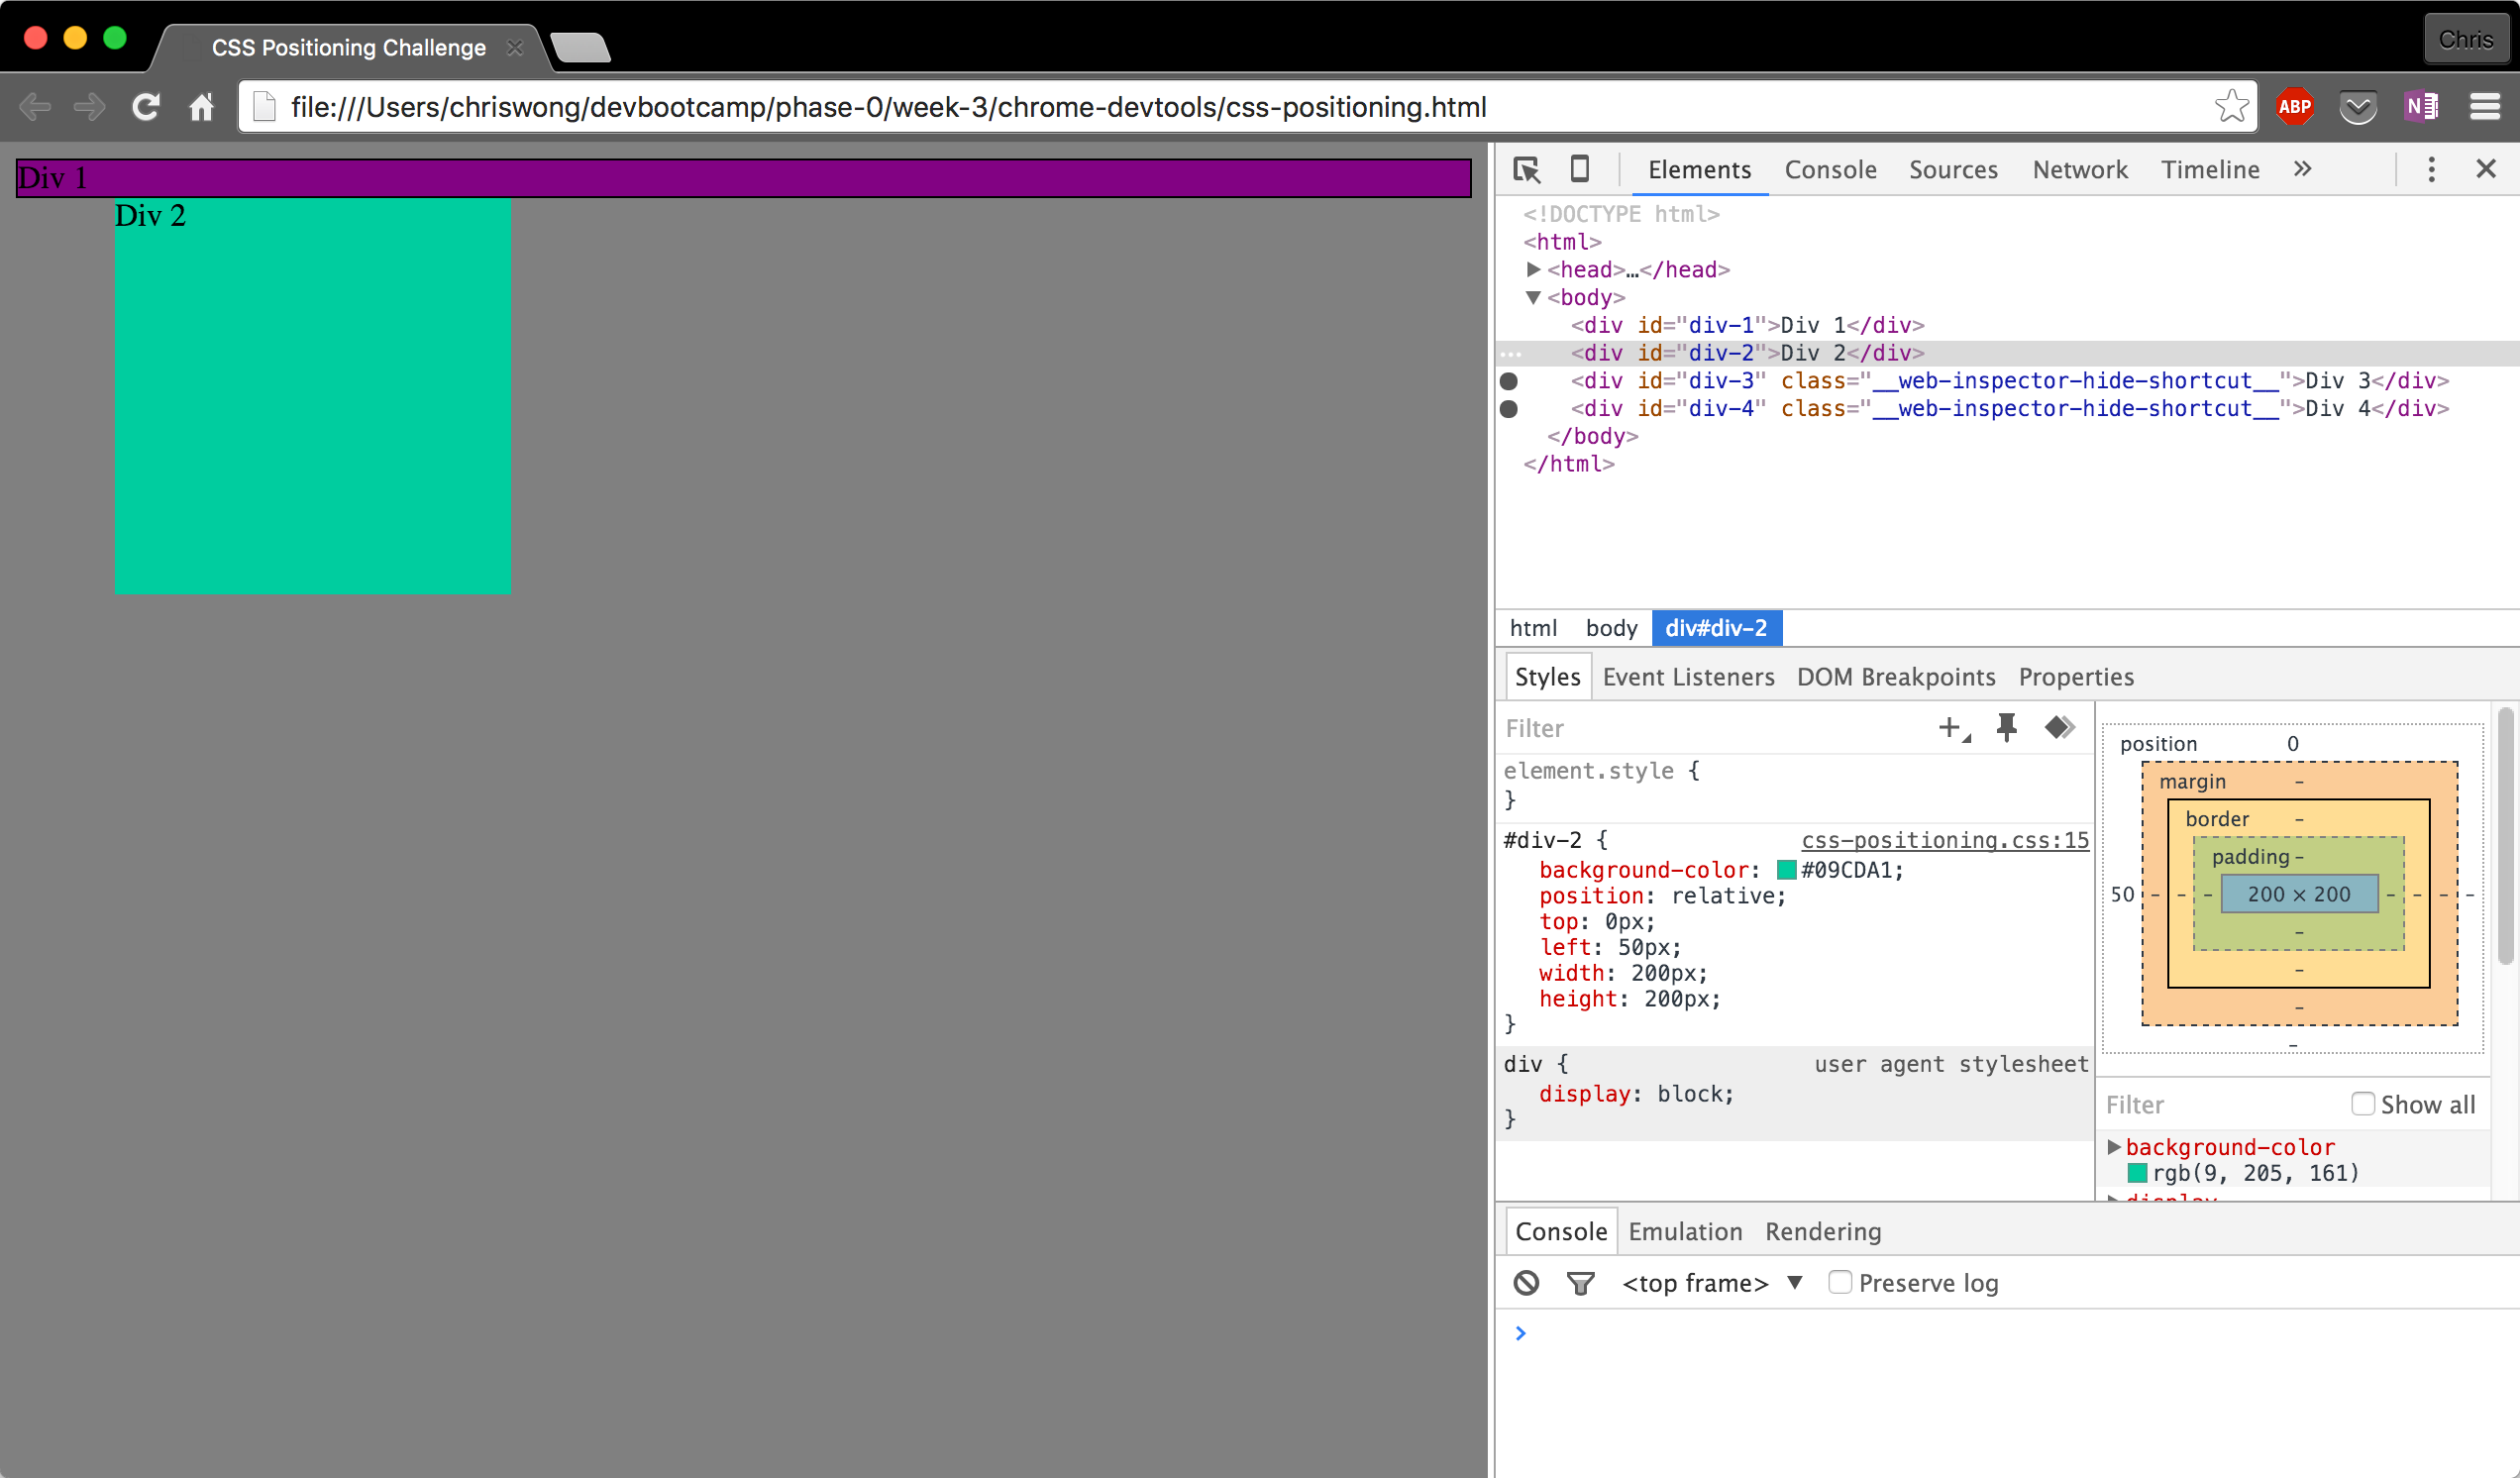 CSS Positioning Challenge
Chris
file:///Users/chriswong/devbootcamp/phase-0/week-3/chrome-devtools/css-positioning.html
ABP
N
Div 1
Div 2
Elements Console Sources Network Timeline »
<!DOCTYPE html>
<html>
<head>…</head>
<body>
<div id="div-1">Div 1</div>
<div id="div-2">Div 2</div>
<div id="div-3" class="__web-inspector-hide-shortcut__">Div 3</div>
<div id="div-4" class="__web-inspector-hide-shortcut__">Div 4</div>
</body>
</html>
html body div#div-2
Styles Event Listeners DOM Breakpoints Properties
Filter
element.style {
}
#div-2 { css-positioning.css:15
background-color: #09CDA1;
position: relative;
top: 0px;
left: 50px;
width: 200px;
height: 200px;
}
div { user agent stylesheet
display: block;
}
position 0
margin -
border -
padding -
50 - - - 200 × 200 - - - -
-
-
-
-
Filter Show all
background-color
rgb(9, 205, 161)
display
Console Emulation Rendering
<top frame> ▼ Preserve log
>